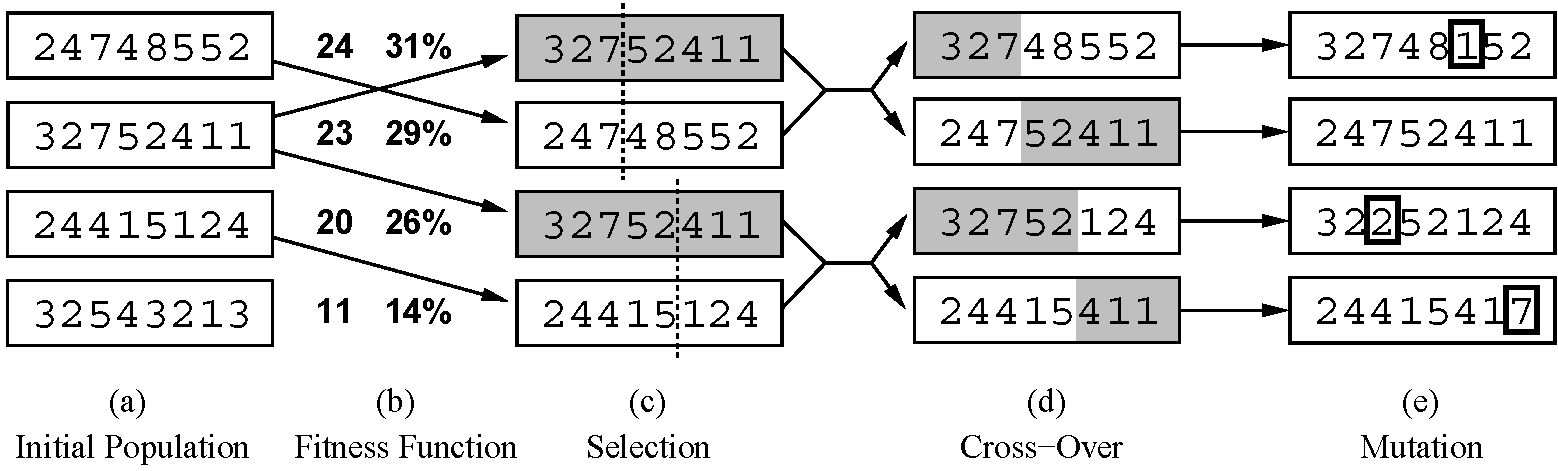 24748552 24 31% 32752411 32748552 32748152
32752411 23 29% 24748552 24752411 24752411
24415124 20 26% 32752411 32752124 32252124
32543213 11 14% 24415124 24415411 24415417
(a) (b) (c) (d) (e)
Initial Population Fitness Function Selection Cross−Over Mutation